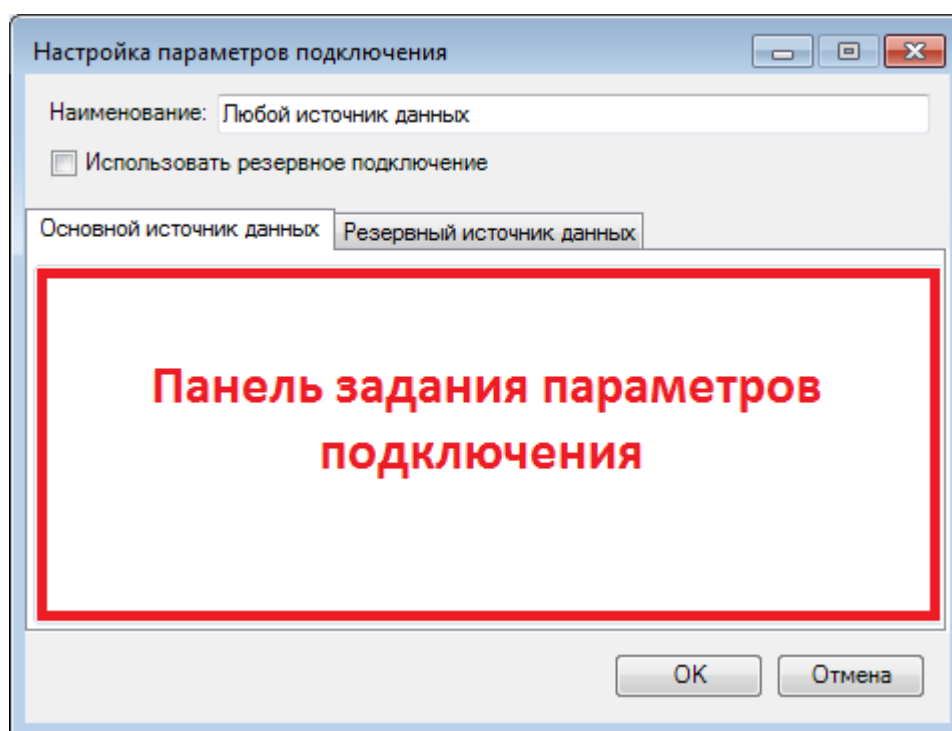 Настройка параметров подключения
Наименование: Любой источник данных
Использовать резервное подключение
Основной источник данных Резервный источник данных
Панель задания параметров
подключения
OK Отмена